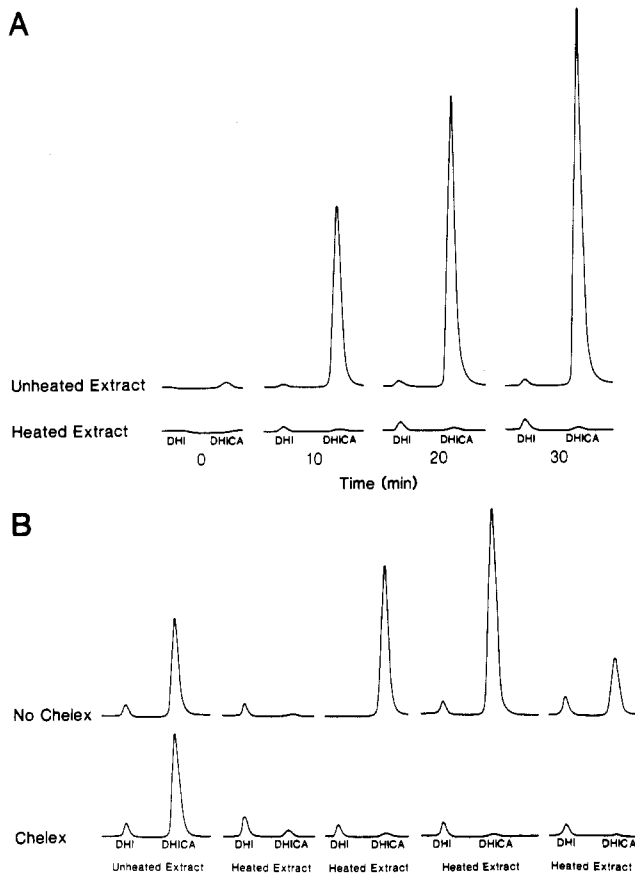 A
Unheated Extract
Heated Extract
DHI DHICA DHI DHICA DHI DHICA DHI DHICA
0 10 20 30
Time (min)
B
No Chelex
Chelex
DHI DHICA DHI DHICA DHI DHICA DHI DHICA DHI DHICA
Unheated Extract Heated Extract Heated Extract Heated Extract Heated Extract